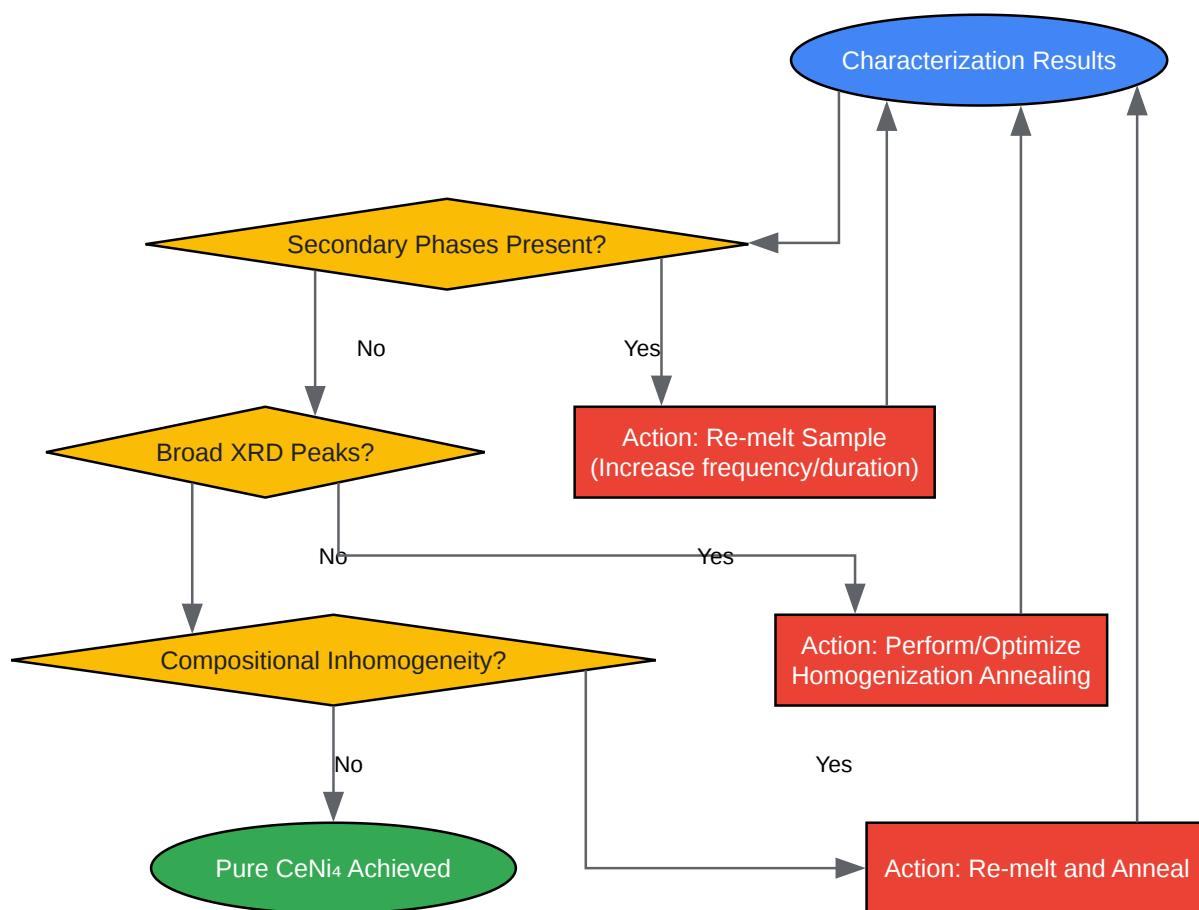 Characterization Results
Secondary Phases Present?
No
Yes
Broad XRD Peaks?
Action: Re-melt Sample
(Increase frequency/duration)
No
Yes
Compositional Inhomogeneity?
Action: Perform/Optimize
Homogenization Annealing
No
Yes
Pure CeNi₄ Achieved
Action: Re-melt and Anneal